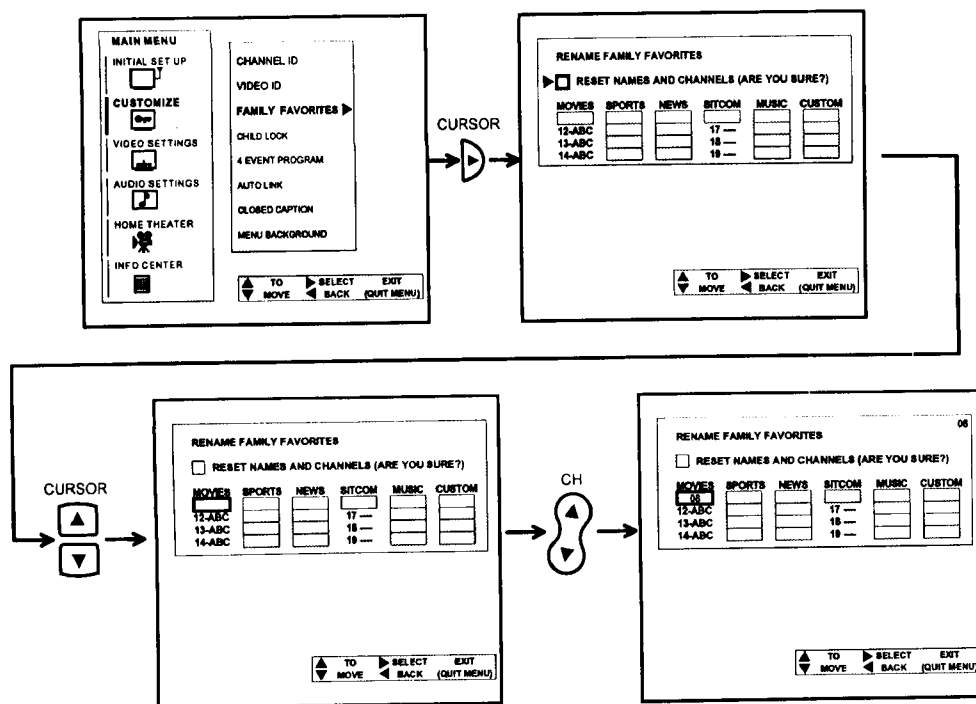 MAIN MENU
INITIAL SET UP
CUSTOMIZE
VIDEO SETTINGS
AUDIO SETTINGS
HOME THEATER
INFO CENTER
CHANNEL ID
VIDEO ID
FAMILY FAVORITES
CHILD LOCK
4 EVENT PROGRAM
AUTO LINK
CLOSED CAPTION
MENU BACKGROUND
TO SELECT EXIT
MOVE BACK (QUIT MENU)
CURSOR
RENAME FAMILY FAVORITES
RESET NAMES AND CHANNELS (ARE YOU SURE?)
MOVIES SPORTS NEWS SITCOM MUSIC CUSTOM
12-ABC 17 —
13-ABC 18 —
14-ABC 19 —
TO SELECT EXIT
MOVE BACK (QUIT MENU)
CURSOR
RENAME FAMILY FAVORITES
RESET NAMES AND CHANNELS (ARE YOU SURE?)
MOVIES SPORTS NEWS SITCOM MUSIC CUSTOM
12-ABC 17 —
13-ABC 18 —
14-ABC 19 —
TO SELECT EXIT
MOVE BACK (QUIT MENU)
CH
06
RENAME FAMILY FAVORITES
RESET NAMES AND CHANNELS (ARE YOU SURE?)
MOVIES SPORTS NEWS SITCOM MUSIC CUSTOM
06
12-ABC 17 —
13-ABC 18 —
14-ABC 19 —
TO SELECT EXIT
MOVE BACK (QUIT MENU)